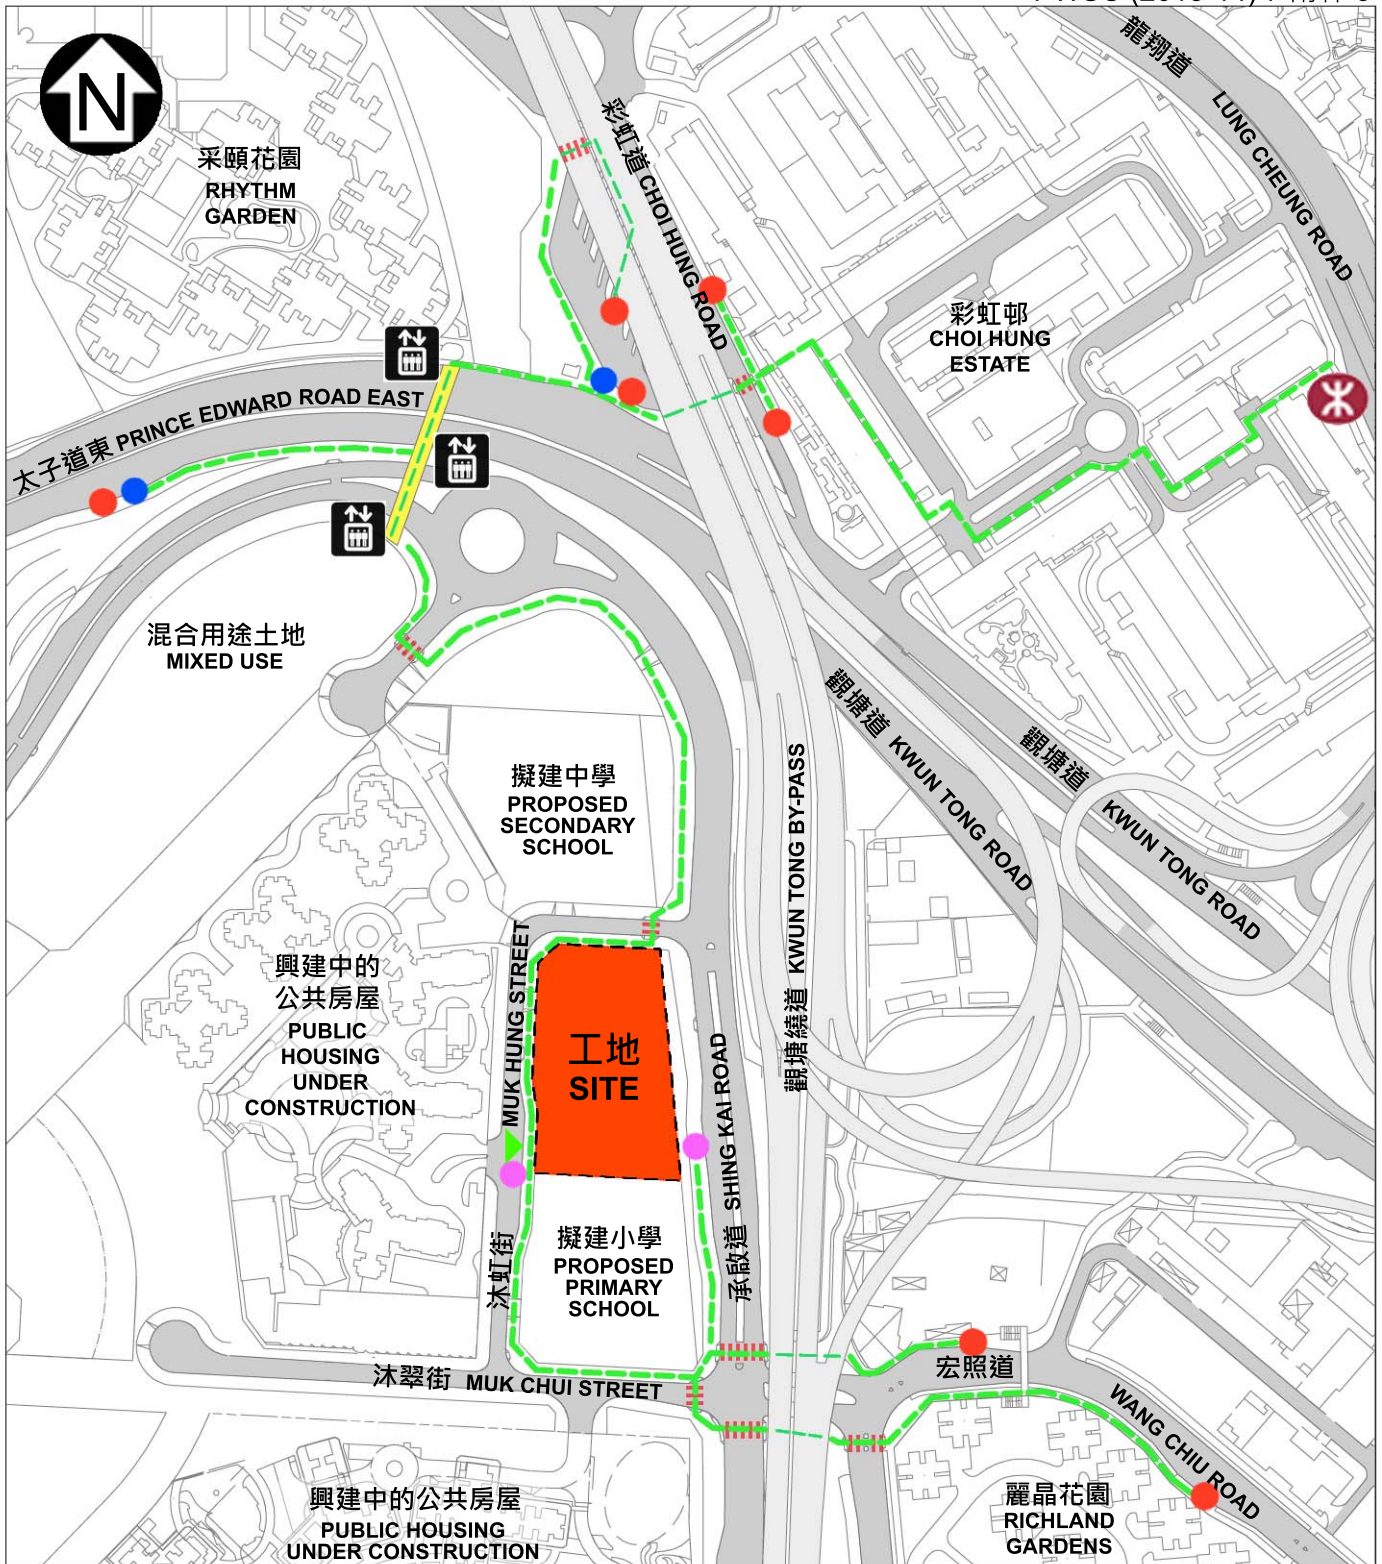 龍翔道 LUNG CHEUNG ROAD
N
采頤花園
RHYTHM
GARDEN
彩虹道 CHOI HUNG ROAD
彩虹邨
CHOI HUNG
ESTATE
太子道東 PRINCE EDWARD ROAD EAST
混合用途土地
MIXED USE
觀塘道 KWUN TONG ROAD
觀塘道 KWUN TONG ROAD
擬建中學
PROPOSED
SECONDARY
SCHOOL
觀塘繞道 KWUN TONG BY-PASS
興建中的
公共房屋
PUBLIC
HOUSING
UNDER
CONSTRUCTION
沐虹街 MUK HUNG STREET
工地
SITE
承啟道 SHING KAI ROAD
擬建小學
PROPOSED
PRIMARY
SCHOOL
沐翠街 MUK CHUI STREET
宏照道 WANG CHIU ROAD
興建中的公共房屋
PUBLIC HOUSING
UNDER CONSTRUCTION
麗晶花園
RICHLAND
GARDENS